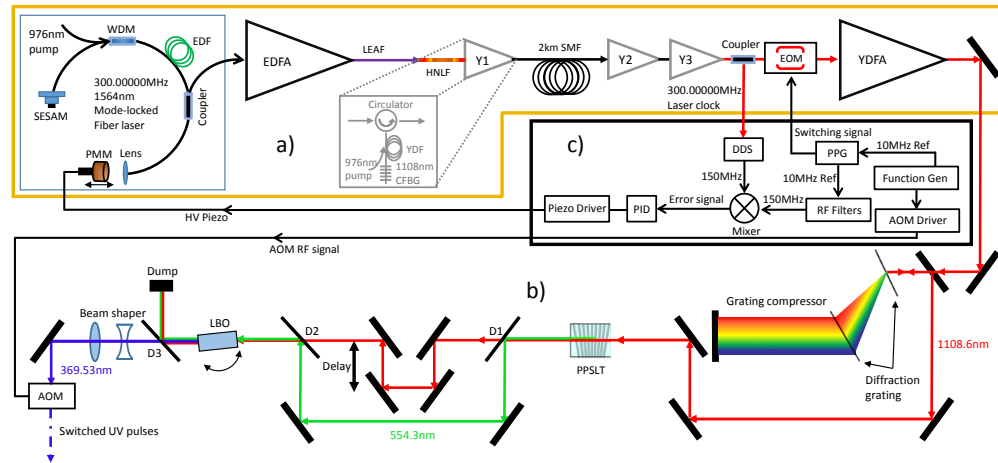 976nm
pump
WDM
EDF
300.00000MHz
1564nm
Mode-locked
Fiber laser
SESAM
Coupler
PMM
Lens
a)
EDFA
LEAF
HNLF
Y1
Circulator
YDF
976nm
pump
1108nm
CFBG
2km SMF
Y2
Y3
Coupler
EOM
YDFA
300.00000MHz
Laser clock
c)
Switching signal
DDS
PPG
10MHz Ref
10MHz Ref
Function Gen
150MHz
150MHz
Error signal
Piezo Driver
PID
Mixer
RF Filters
AOM Driver
HV Piezo
AOM RF signal
b)
Dump
Beam shaper
LBO
D3
D2
Delay
D1
PPSLT
Grating compressor
Diffraction
grating
1108.6nm
369.53nm
AOM
554.3nm
Switched UV pulses